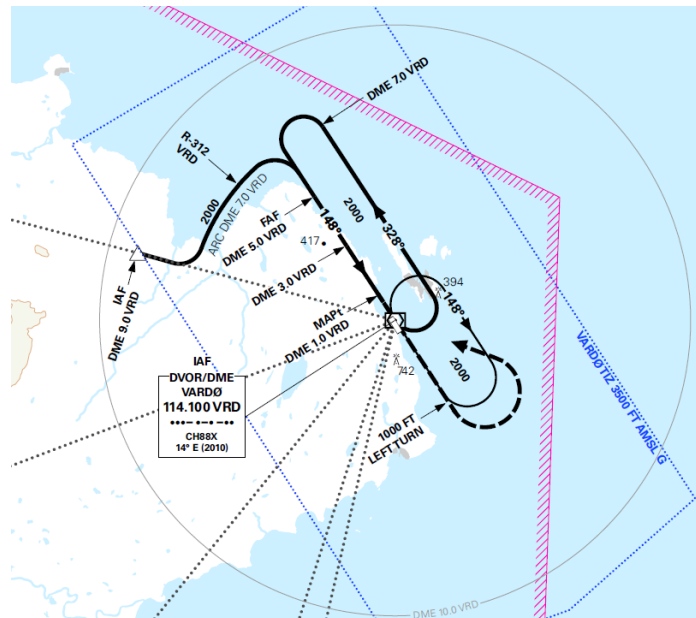 DME 7.0 VRD
R-312
VRD
2000
ARC DME 7.0 VRD
2000
FAF
DME 5.0 VRD
148°
328°
417
DME 3.0 VRD
394
148°
IAF
DME 9.0 VRD
MAPt
DME 1.0 VRD
IAF
DVOR/DME
VARDØ
114.100 VRD
CH88X
14° E (2010)
742
2000
1000 FT
LEFT TURN
VARDØ TIZ 3500 FT AMSL G
DME 10.0 VRD